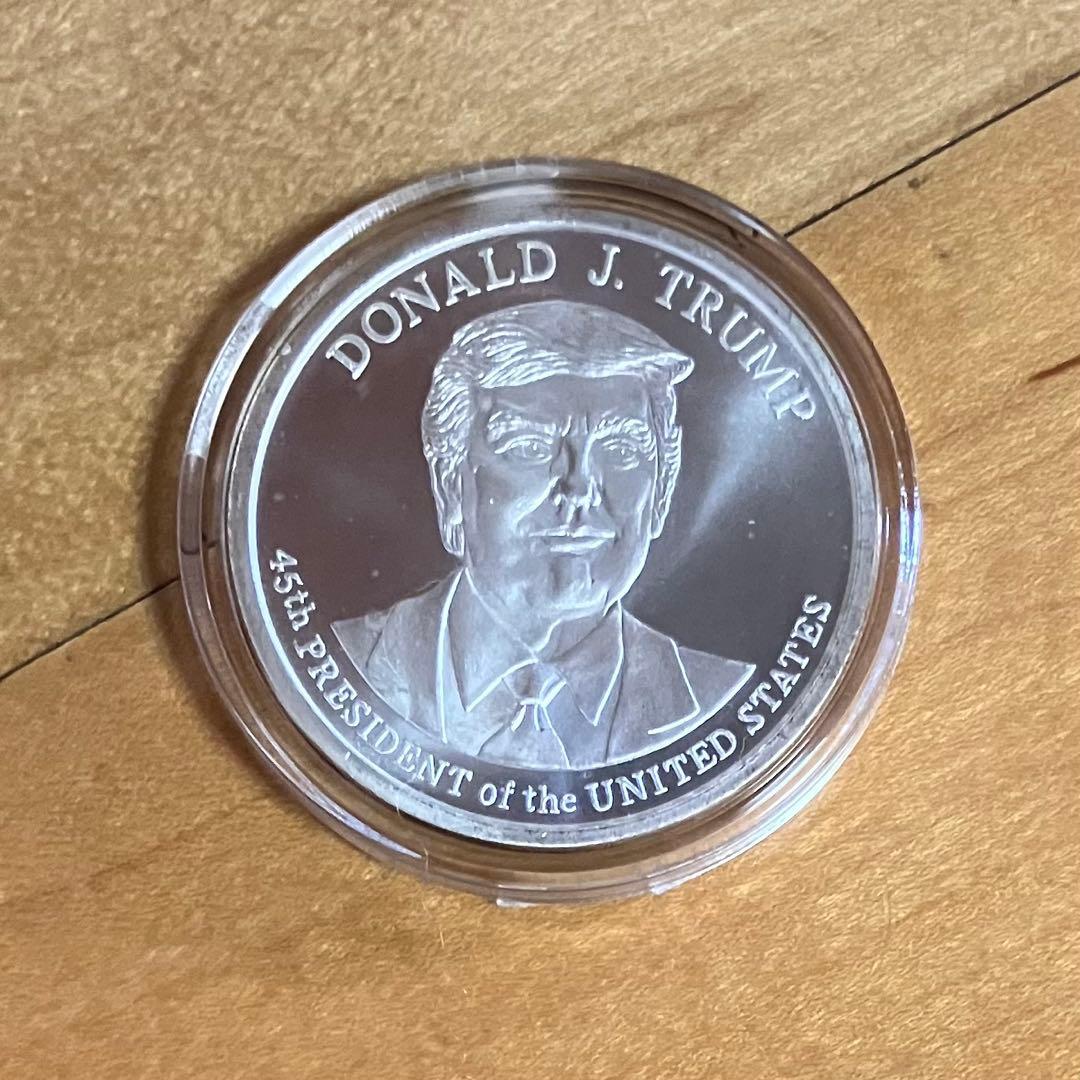 DONALD J. TRUMP
45th PRESIDENT of the UNITED STATES